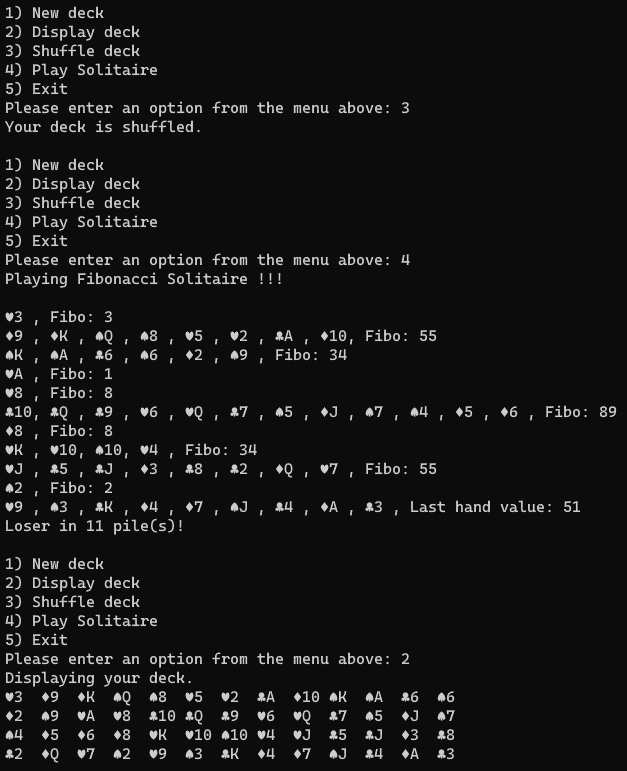 1) New deck
2) Display deck
3) Shuffle deck
4) Play Solitaire
5) Exit
Please enter an option from the menu above: 3
Your deck is shuffled.
1) New deck
2) Display deck
3) Shuffle deck
4) Play Solitaire
5) Exit
Please enter an option from the menu above: 4
Playing Fibonacci Solitaire !!!
♥3 , Fibo: 3
♦9 , ♦K , ♠Q , ♠8 , ♥5 , ♥2 , ♣A , ♦10, Fibo: 55
♠K , ♠A , ♣6 , ♠6 , ♦2 , ♠9 , Fibo: 34
♥A , Fibo: 1
♥8 , Fibo: 8
♣10, ♣Q , ♣9 , ♥6 , ♥Q , ♣7 , ♠5 , ♦J , ♠7 , ♠4 , ♦5 , ♦6 , Fibo: 89
♦8 , Fibo: 8
♥K , ♥10, ♠10, ♥4 , Fibo: 34
♥J , ♣5 , ♣J , ♦3 , ♣8 , ♣2 , ♦Q , ♥7 , Fibo: 55
♠2 , Fibo: 2
♥9 , ♠3 , ♣K , ♦4 , ♦7 , ♠J , ♣4 , ♦A , ♣3 , Last hand value: 51
Loser in 11 pile(s)!
1) New deck
2) Display deck
3) Shuffle deck
4) Play Solitaire
5) Exit
Please enter an option from the menu above: 2
Displaying your deck.
♥3 ♦9 ♦K ♠Q ♠8 ♥5 ♥2 ♣A ♦10 ♠K ♠A ♣6 ♠6
♦2 ♠9 ♥A ♥8 ♣10 ♣Q ♣9 ♥6 ♥Q ♣7 ♠5 ♦J ♠7
♠4 ♦5 ♦6 ♦8 ♥K ♥10 ♠10 ♥4 ♥J ♣5 ♣J ♦3 ♣8
♣2 ♦Q ♥7 ♠2 ♥9 ♠3 ♣K ♦4 ♦7 ♠J ♣4 ♦A ♣3